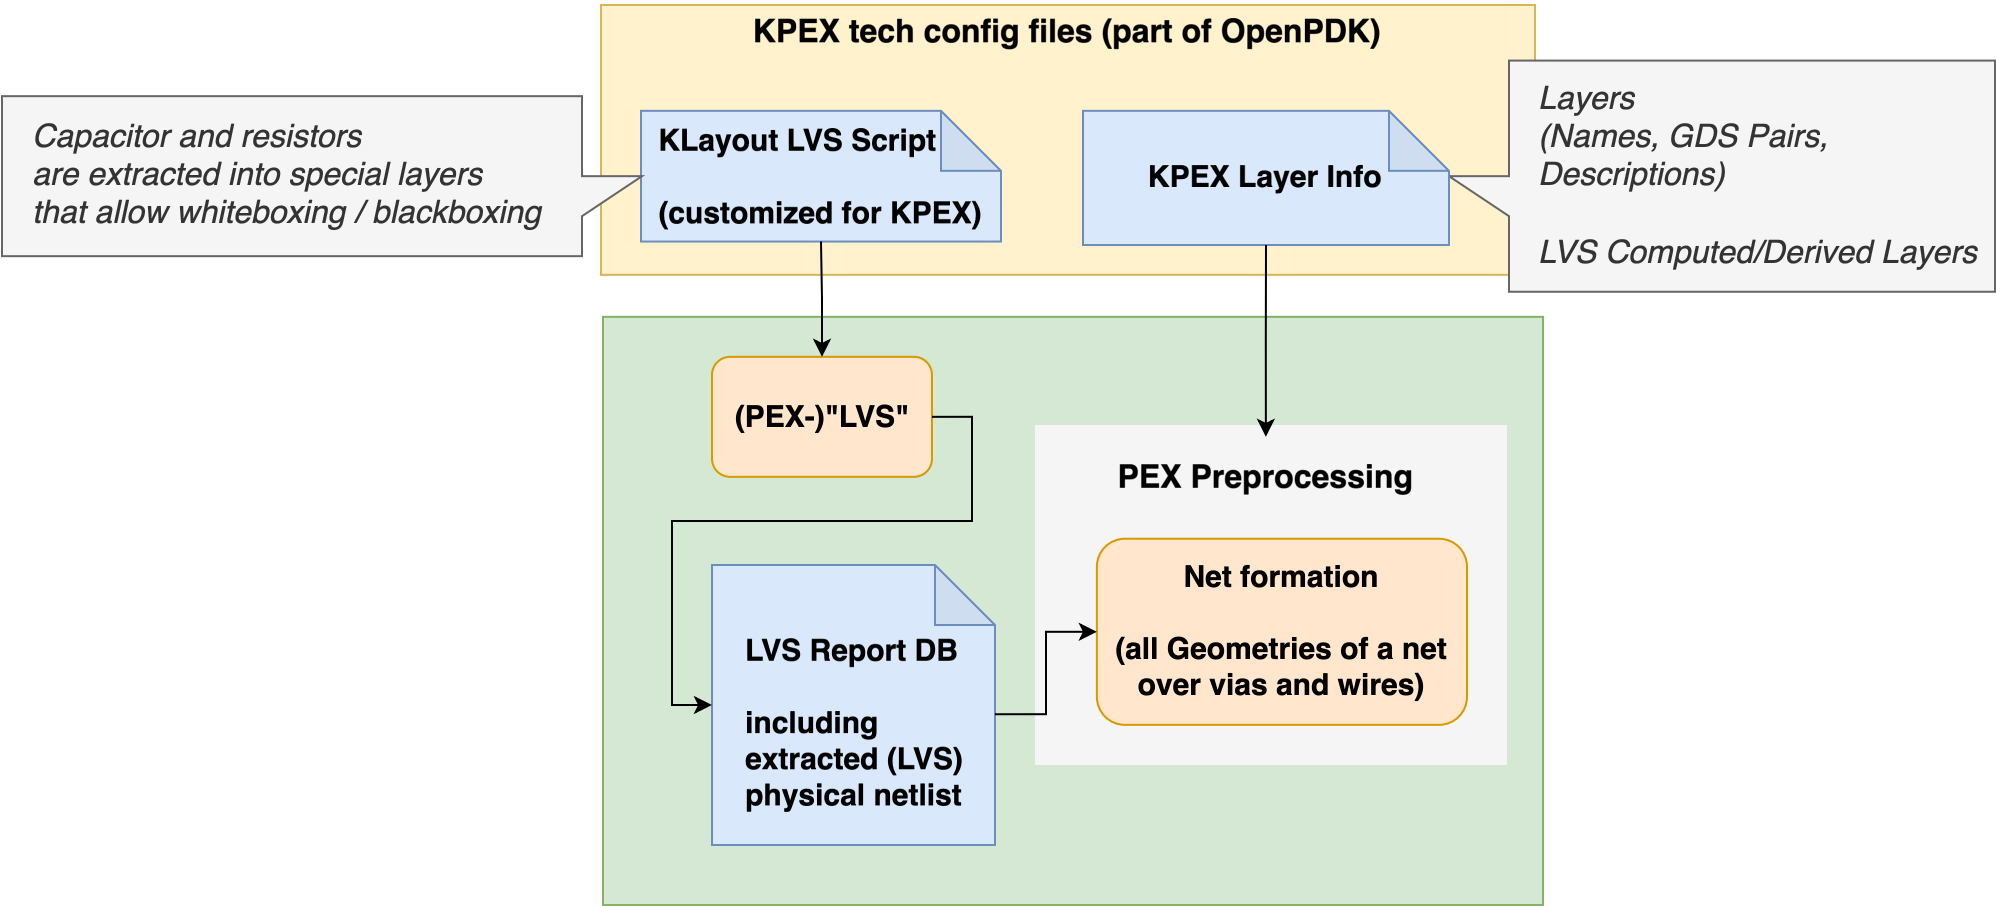 KPEX tech config files (part of OpenPDK)
Capacitor and resistors
are extracted into special layers
that allow whiteboxing / blackboxing
KLayout LVS Script
(customized for KPEX)
KPEX Layer Info
Layers
(Names, GDS Pairs,
Descriptions)
LVS Computed/Derived Layers
(PEX-)"LVS"
PEX Preprocessing
Net formation
(all Geometries of a net
over vias and wires)
LVS Report DB
including
extracted (LVS)
physical netlist